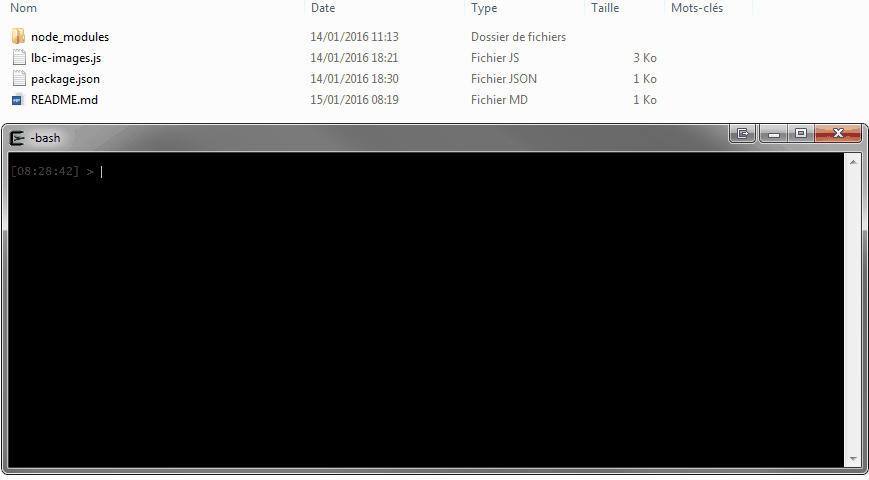 Nom Date Type Taille Mots-clés
node_modules 14/01/2016 11:13 Dossier de fichiers
lbc-images.js 14/01/2016 18:21 Fichier JS 3 Ko
package.json 14/01/2016 18:30 Fichier JSON 1 Ko
README.md 15/01/2016 08:19 Fichier MD 1 Ko
-bash
[08:28:42] >